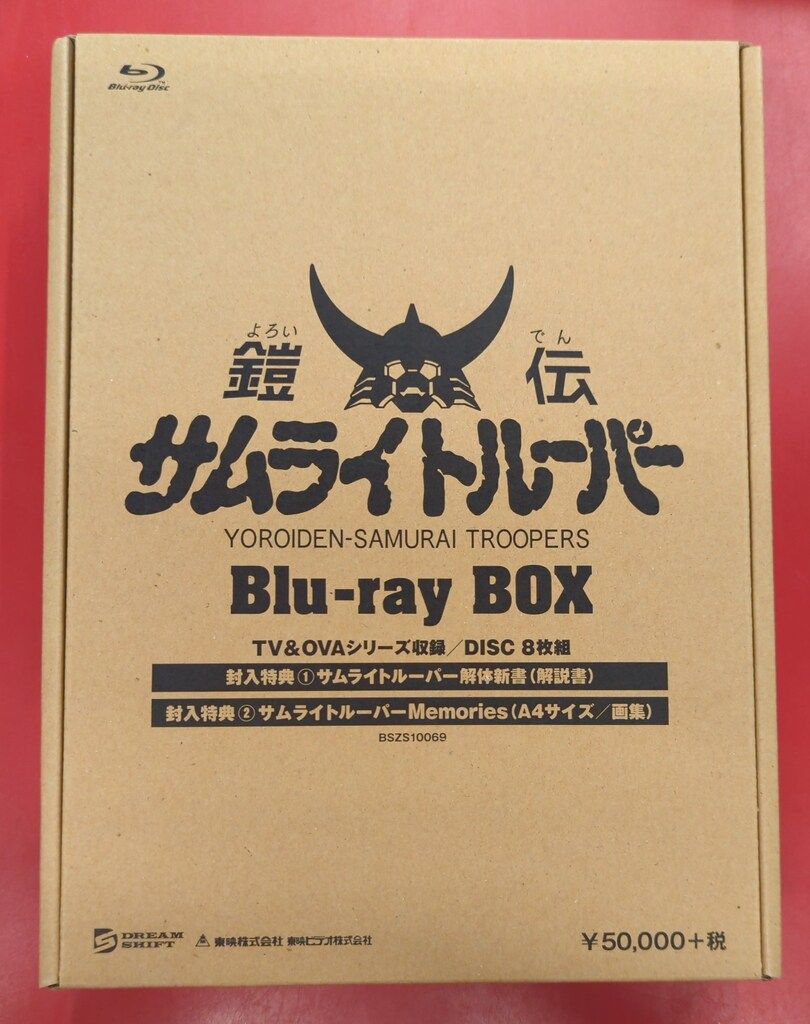 Blu-ray Disc™
よろい でん
鎧 伝
サムライトルーパー
YOROIDEN-SAMURAI TROOPERS
Blu-ray BOX
TV&OVAシリーズ収録/DISC 8枚組
封入特典①サムライトルーパー解体新書(解説書)
封入特典②サムライトルーパーMemories(A4サイズ/画集)
BSZS10069
DREAM
SHIFT
東映株式会社 東映ビデオ株式会社
¥50,000+税